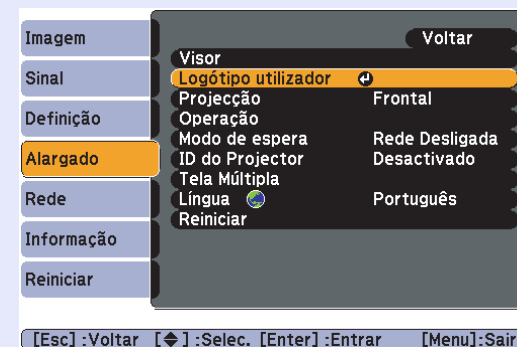 Imagem
Sinal
Definição
Alargado
Rede
Informação
Reiniciar
Voltar
Visor
Logótipo utilizador
Projecção Frontal
Operação
Modo de espera Rede Desligada
ID do Projector Desactivado
Tela Múltipla
Língua Português
Reiniciar
[Esc] :Voltar [◆] :Selec. [Enter] :Entrar [Menu]:Sair